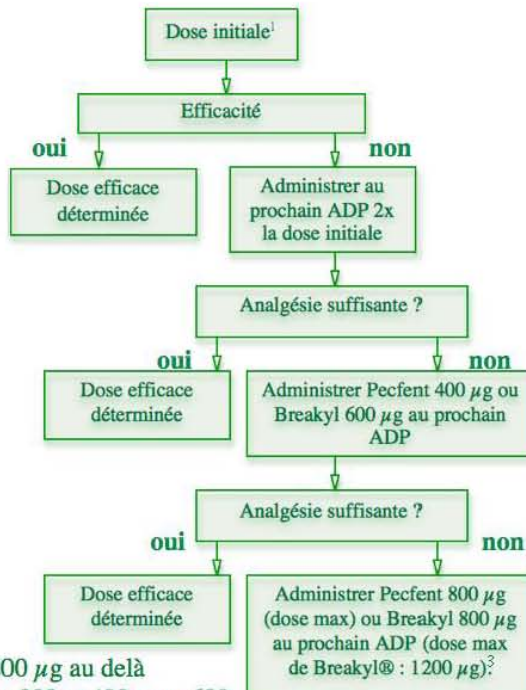 Dose initiale¹
Efficacité
oui
non
Dose efficace
déterminée
Administrer au
prochain ADP 2x
la dose initiale
Analgésie suffisante ?
oui
non
Dose efficace
déterminée
Administrer Pecfent 400 µg ou
Breakyl 600 µg au prochain
ADP
Analgésie suffisante ?
oui
non
Dose efficace
déterminée
Administrer Pecfent 800 µg
(dose max) ou Breakyl 800 µg
au prochain ADP (dose max
de Breakyl® : 1200 µg)³.
00 µg au delà